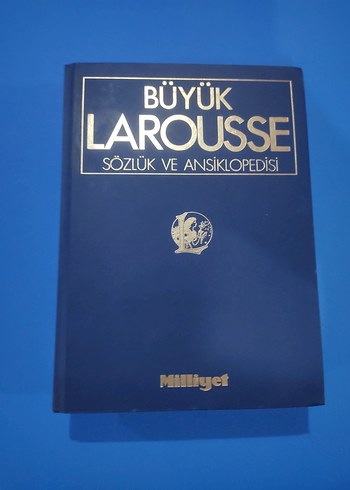 BÜYÜK
LAROUSSE
SÖZLÜK VE ANSİKLOPEDİSİ
L
Milliyet